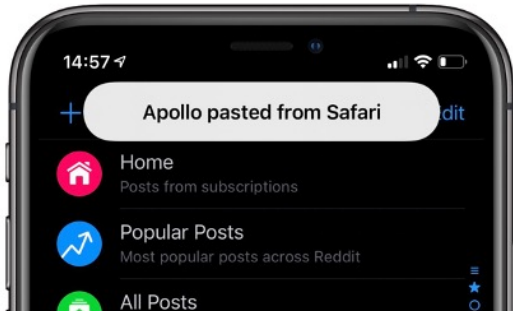 14:57
+ Apollo pasted from Safari dit
Home
Posts from subscriptions
Popular Posts
Most popular posts across Reddit
All Posts